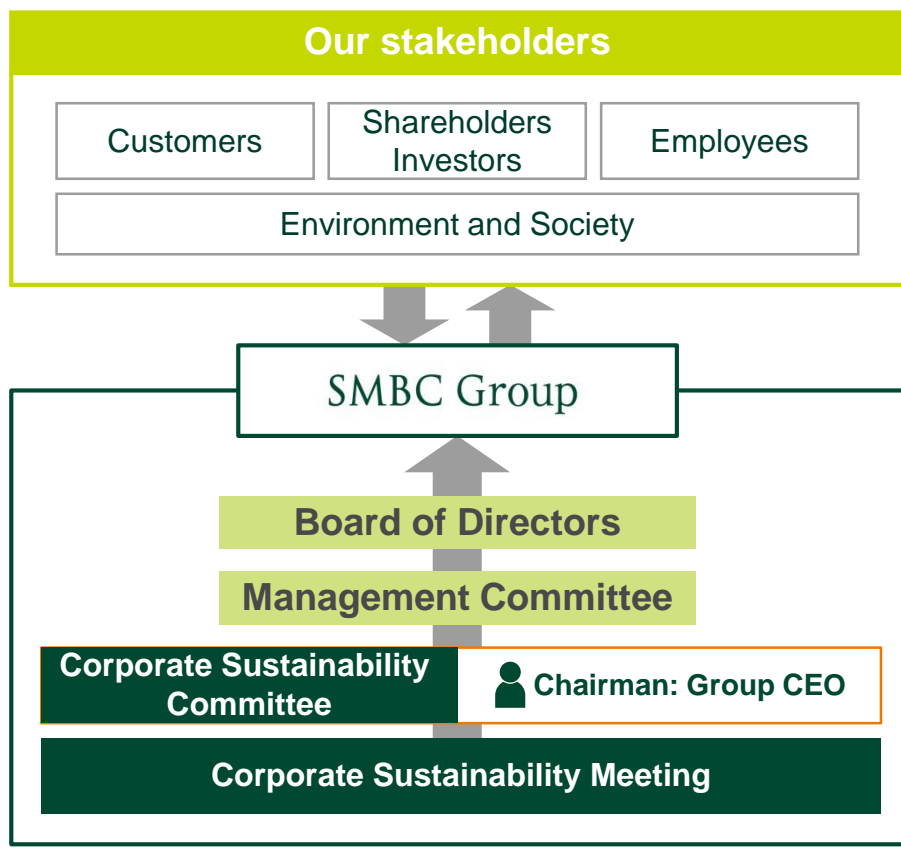 Our stakeholders
Customers
Shareholders
Investors
Employees
Environment and Society
SMBC Group
Board of Directors
Management Committee
Corporate Sustainability
Committee
Chairman: Group CEO
Corporate Sustainability Meeting